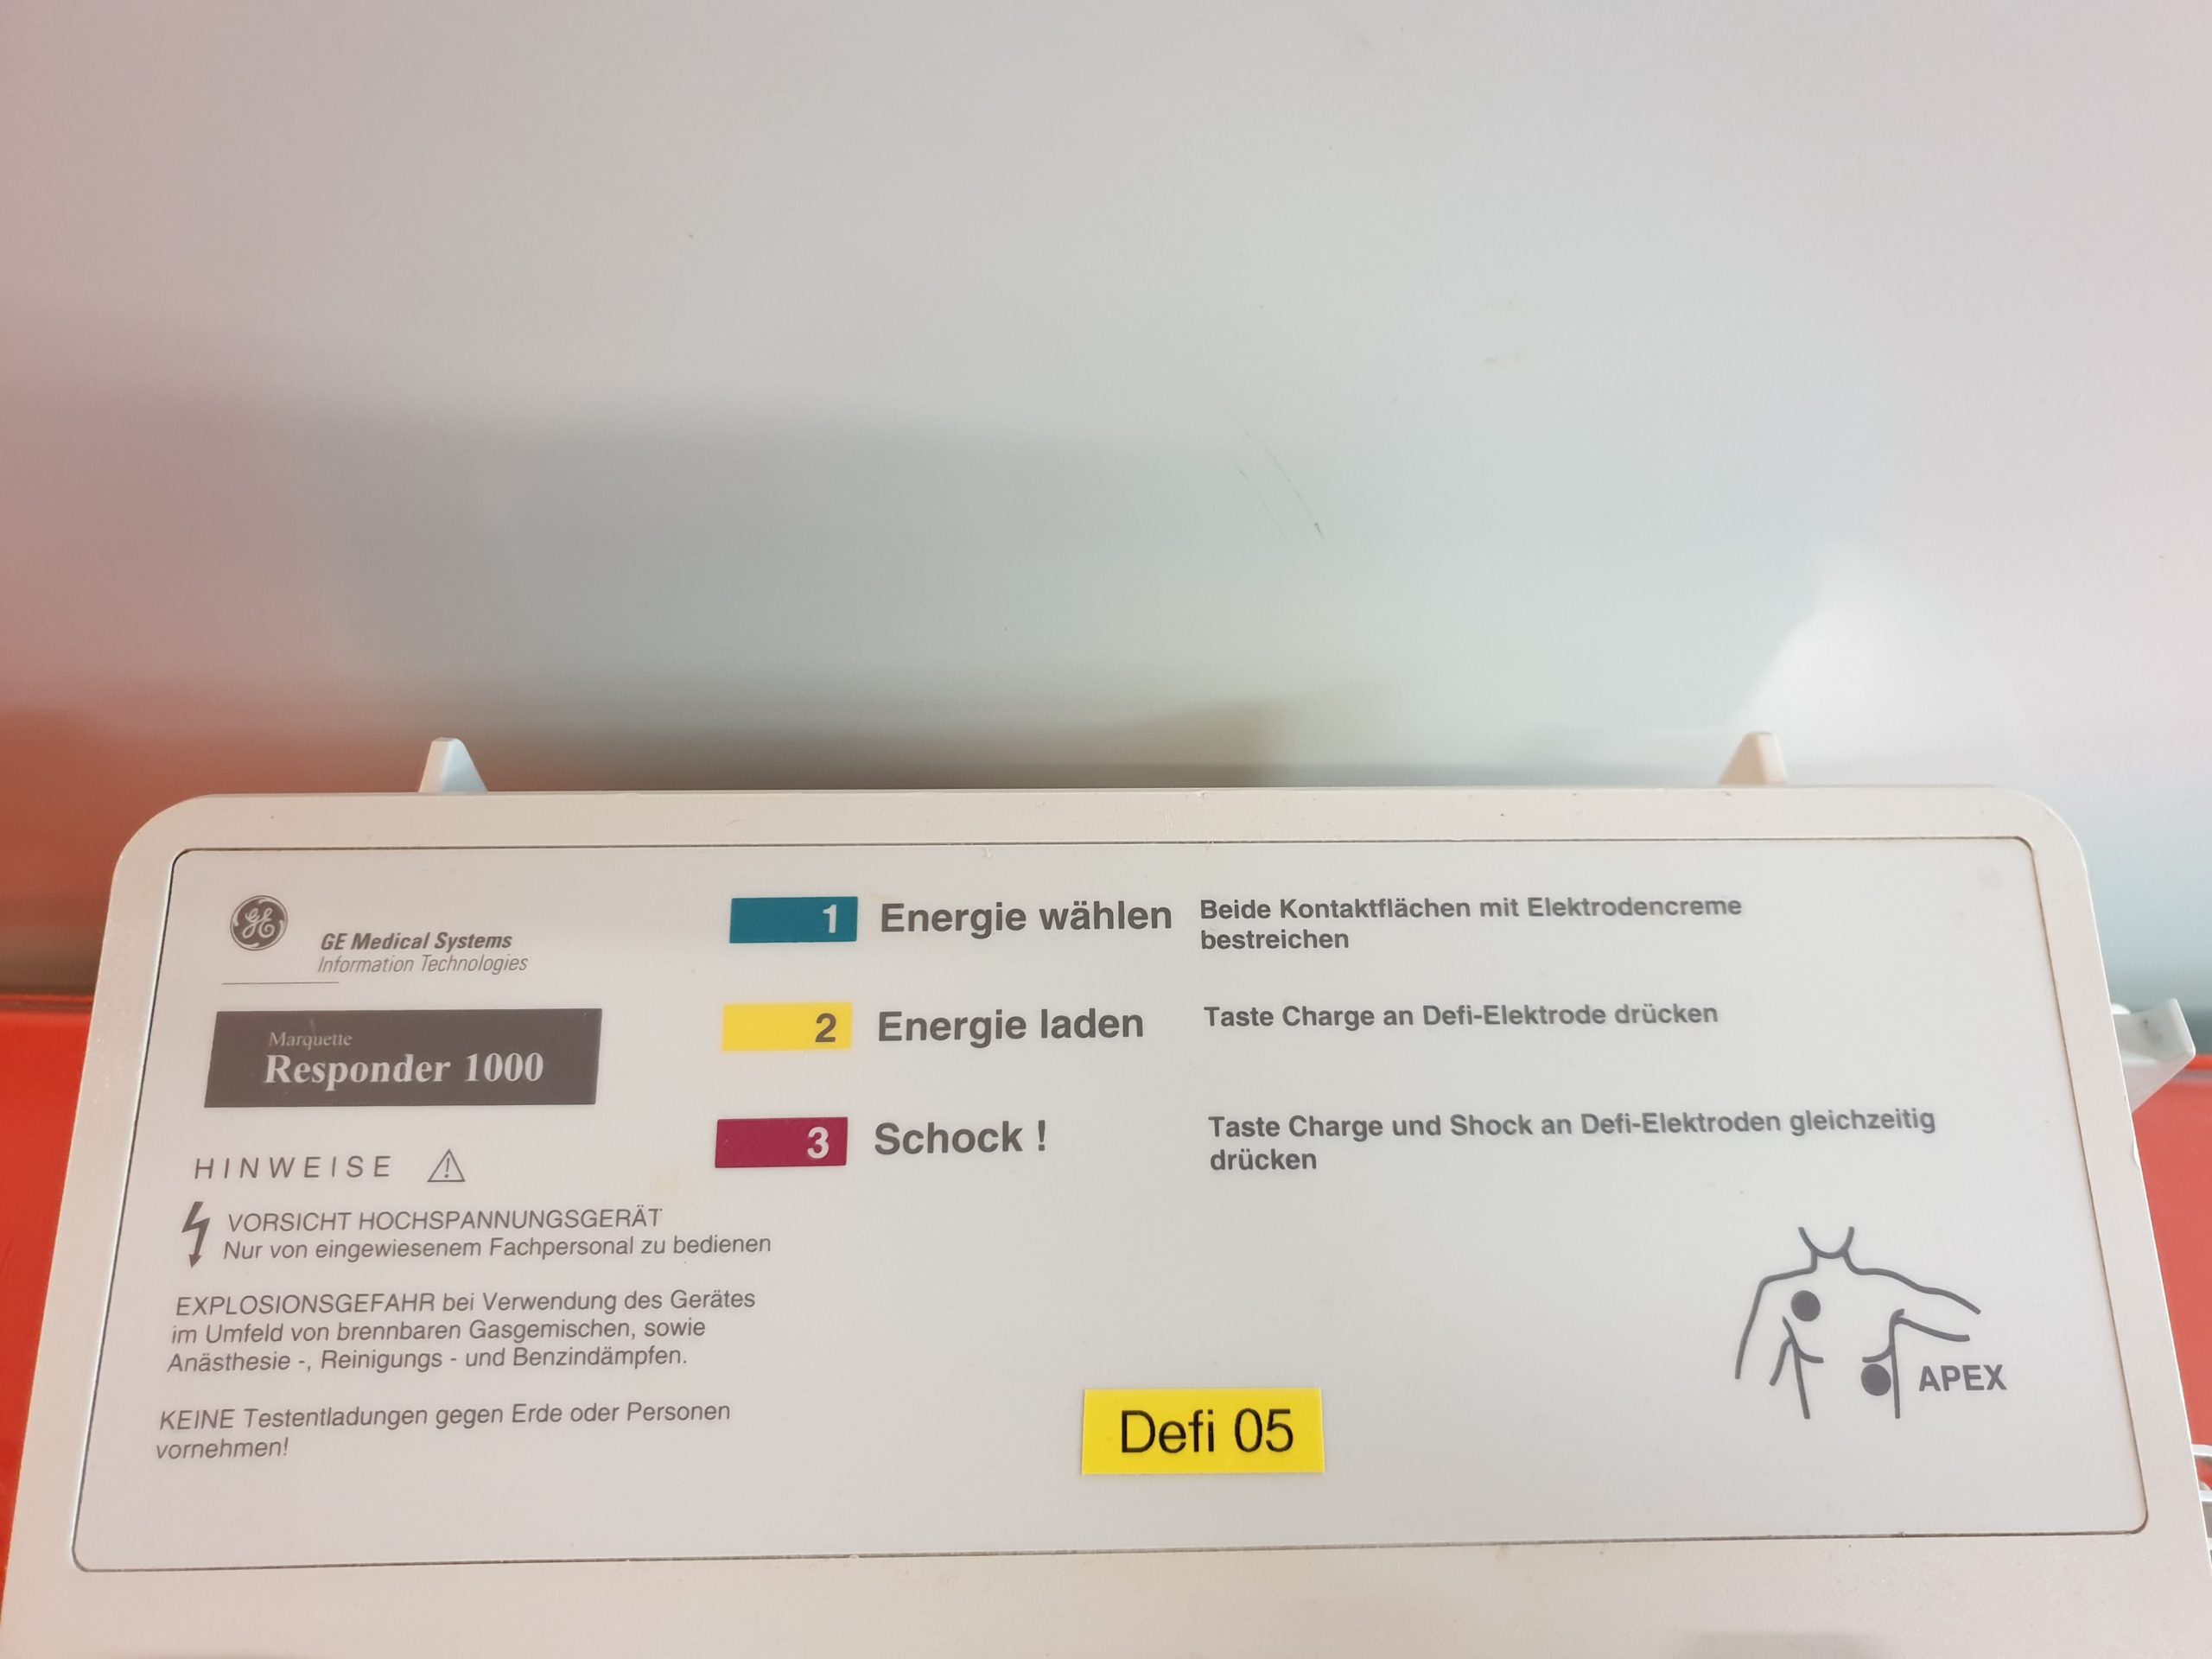 GE
GE Medical Systems
Information Technologies
Marquette
Responder 1000
HINWEISE
VORSICHT HOCHSPANNUNGSGERÄT
Nur von eingewiesenem Fachpersonal zu bedienen
EXPLOSIONSGEFAHR bei Verwendung des Gerätes
im Umfeld von brennbaren Gasgemischen, sowie
Anästhesie -, Reinigungs - und Benzindämpfen.
KEINE Testentladungen gegen Erde oder Personen
vornehmen!
1 Energie wählen
Beide Kontaktflächen mit Elektrodencreme
bestreichen
2 Energie laden
Taste Charge an Defi-Elektrode drücken
3 Schock !
Taste Charge und Shock an Defi-Elektroden gleichzeitig
drücken
APEX
Defi 05